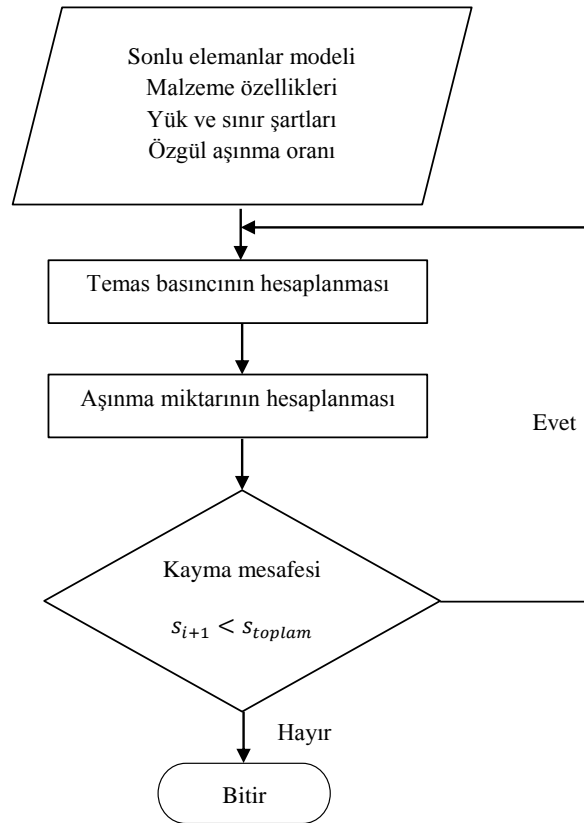 Sonlu elemanlar modeli
Malzeme özellikleri
Yük ve sınır şartları
Özgül aşınma oranı
Temas basıncının hesaplanması
Aşınma miktarının hesaplanması
Evet
Kayma mesafesi
s_{i+1} < s_{toplam}
Hayır
Bitir